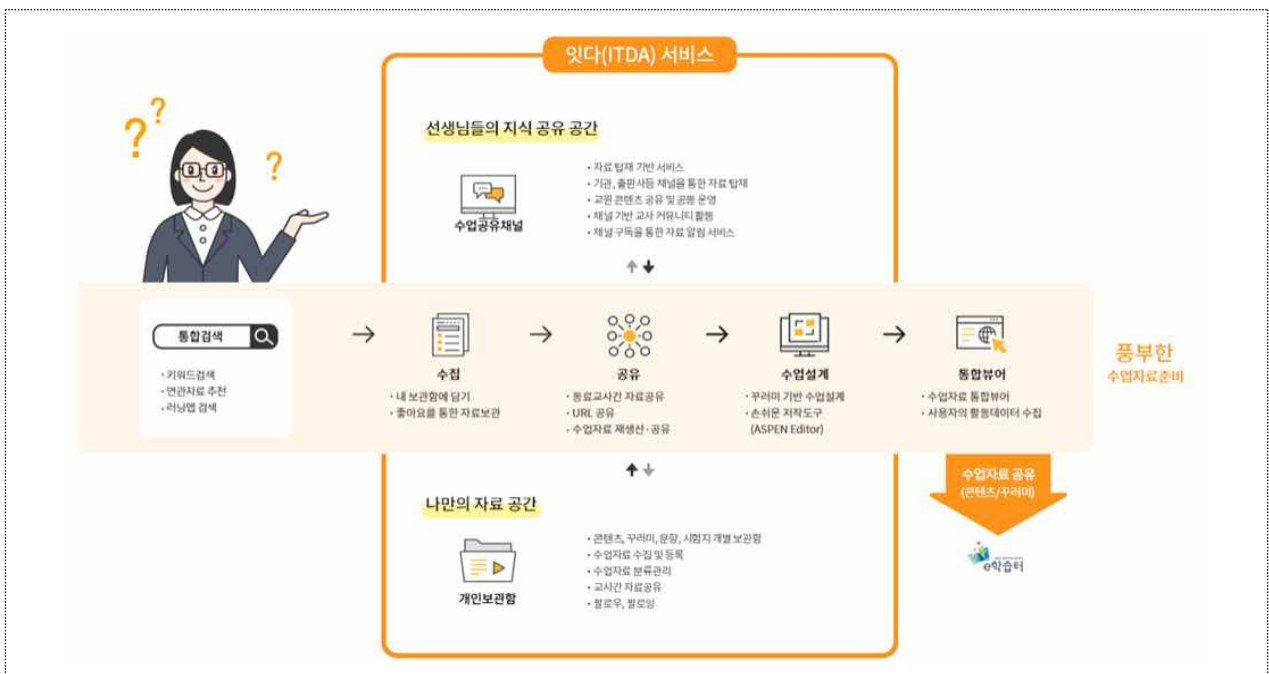 잇다(ITDA) 서비스
? ? ?
선생님들의 지식 공유 공간
수업공유채널
• 자료 탑재 기반 서비스
• 기관, 출판사등 채널을 통한 자료 탑재
• 교원 콘텐츠 공유 및 공동 운영
• 채널 기반 교사 커뮤니티 활동
• 채널 구독을 통한 자료 알림 서비스
통합검색
• 키워드검색
• 연관자료 추천
• 러닝맵 검색
수집
• 내 보관함에 담기
• 좋아요를 통한 자료보관
공유
• 동료교사간 자료공유
• URL 공유
• 수업자료 재생산·공유
수업설계
• 꾸러미 기반 수업설계
• 손쉬운 저작도구
(ASPEN Editor)
통합뷰어
• 수업자료 통합뷰어
• 사용자의 활동데이터 수집
풍부한
수업자료준비
나만의 자료 공간
개인보관함
• 콘텐츠, 꾸러미, 문항, 시험지 개별 보관함
• 수업자료 수집 및 등록
• 수업자료 분류관리
• 교사간 자료공유
• 팔로우, 팔로잉
수업자료 공유
(콘텐츠/꾸러미)
e학습터